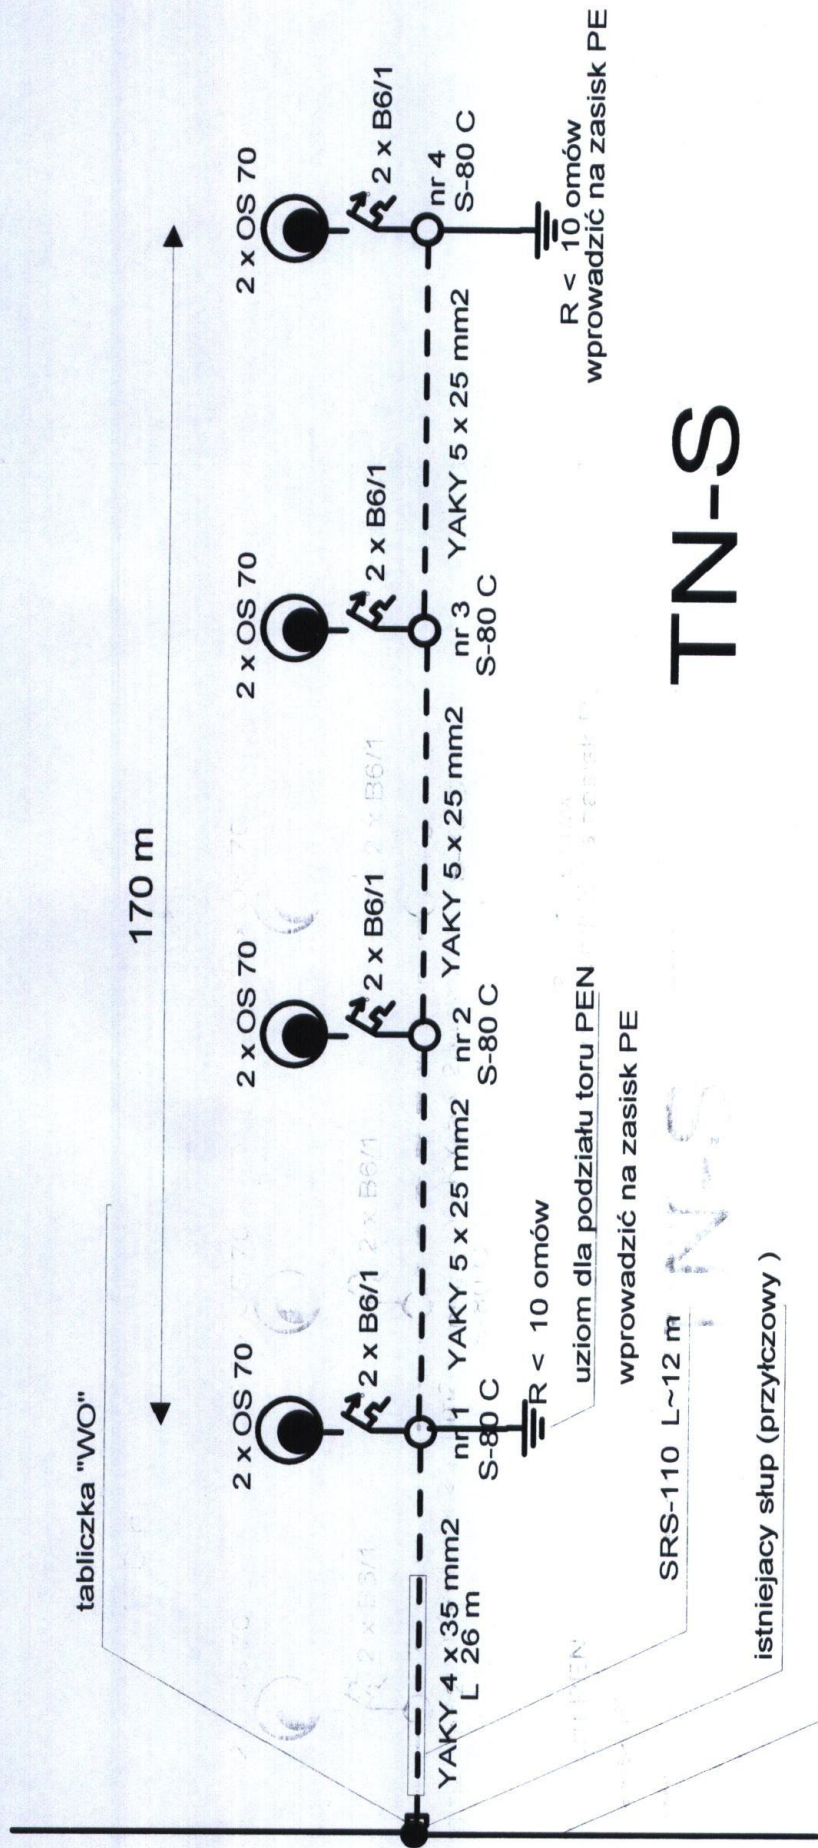 tabliczka "WO"
170 m
2 x OS 70
2 x OS 70
2 x OS 70
2 x OS 70
2 x B6/1
2 x B6/1
2 x B6/1
2 x B6/1
YAKY 4 x 35 mm2
L 26 m
nr 1
S-80 C
YAKY 5 x 25 mm2
nr 2
S-80 C
YAKY 5 x 25 mm2
nr 3
S-80 C
YAKY 5 x 25 mm2
nr 4
S-80 C
R < 10 omów
uziom dla podziału toru PEN
wprowadzić na zasisk PE
R < 10 omów
wprowadzić na zasisk PE
TN-S
SRS-110 L~12 m
istniejacy słup (przyłczowy )